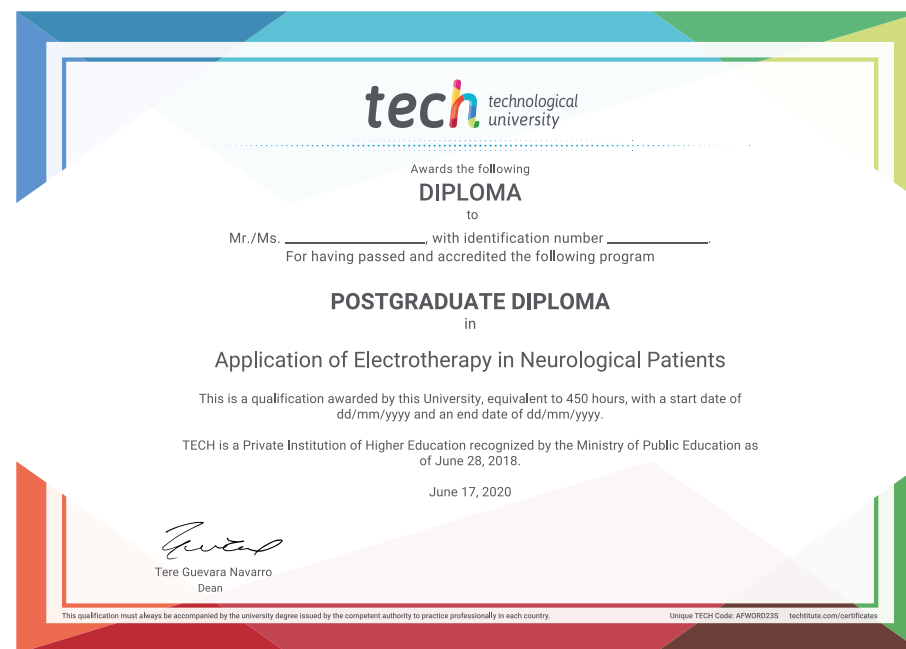 tech technological
university
Awards the following
DIPLOMA
to
Mr./Ms. ____________________, with identification number ______________.
For having passed and accredited the following program
POSTGRADUATE DIPLOMA
in
Application of Electrotherapy in Neurological Patients
This is a qualification awarded by this University, equivalent to 450 hours, with a start date of
dd/mm/yyyy and an end date of dd/mm/yyyy.
TECH is a Private Institution of Higher Education recognized by the Ministry of Public Education as
of June 28, 2018.
June 17, 2020
Tere Guevara Navarro
Dean
This qualification must always be accompanied by the university degree issued by the competent authority to practice professionally in each country.
Unique TECH Code: AFWORD23S techtitute.com/certificates